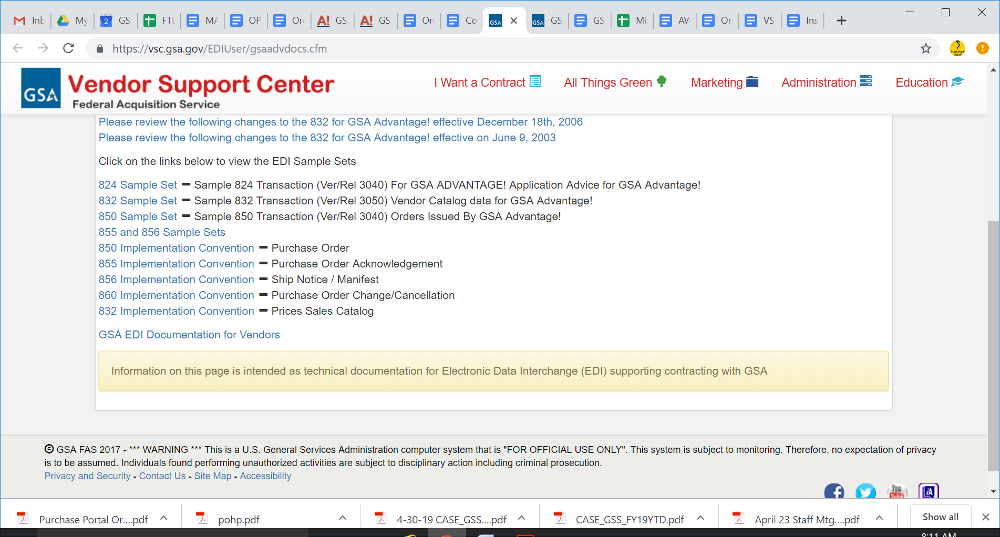 Inb
My
2
GS
FTE
MA
OP
Ord
A! GS
A! GS
Ord
Co
GSA
GSA GS
GS
Mi
AW
Ord
VS
Ins
https://vsc.gsa.gov/EDIUser/gsaadvdocs.cfm
GSA
Vendor Support Center
Federal Acquisition Service
I Want a Contract
All Things Green
Marketing
Administration
Education
Please review the following changes to the 832 for GSA Advantage! effective December 18th, 2006
Please review the following changes to the 832 for GSA Advantage! effective on June 9, 2003
Click on the links below to view the EDI Sample Sets
824 Sample Set – Sample 824 Transaction (Ver/Rel 3040) For GSA ADVANTAGE! Application Advice for GSA Advantage!
832 Sample Set – Sample 832 Transaction (Ver/Rel 3050) Vendor Catalog data for GSA Advantage!
850 Sample Set – Sample 850 Transaction (Ver/Rel 3040) Orders Issued By GSA Advantage!
855 and 856 Sample Sets
850 Implementation Convention – Purchase Order
855 Implementation Convention – Purchase Order Acknowledgement
856 Implementation Convention – Ship Notice / Manifest
860 Implementation Convention – Purchase Order Change/Cancellation
832 Implementation Convention – Prices Sales Catalog
GSA EDI Documentation for Vendors
Information on this page is intended as technical documentation for Electronic Data Interchange (EDI) supporting contracting with GSA
© GSA FAS 2017 - *** WARNING *** This is a U.S. General Services Administration computer system that is "FOR OFFICIAL USE ONLY". This system is subject to monitoring. Therefore, no expectation of privacy
is to be assumed. Individuals found performing unauthorized activities are subject to disciplinary action including criminal prosecution.
Privacy and Security - Contact Us - Site Map - Accessibility
You
Tube
Purchase Portal Or....pdf
pohp.pdf
4-30-19 CASE_GSS....pdf
CASE_GSS_FY19YTD.pdf
April 23 Staff Mtg....pdf
Show all
8:11 AM